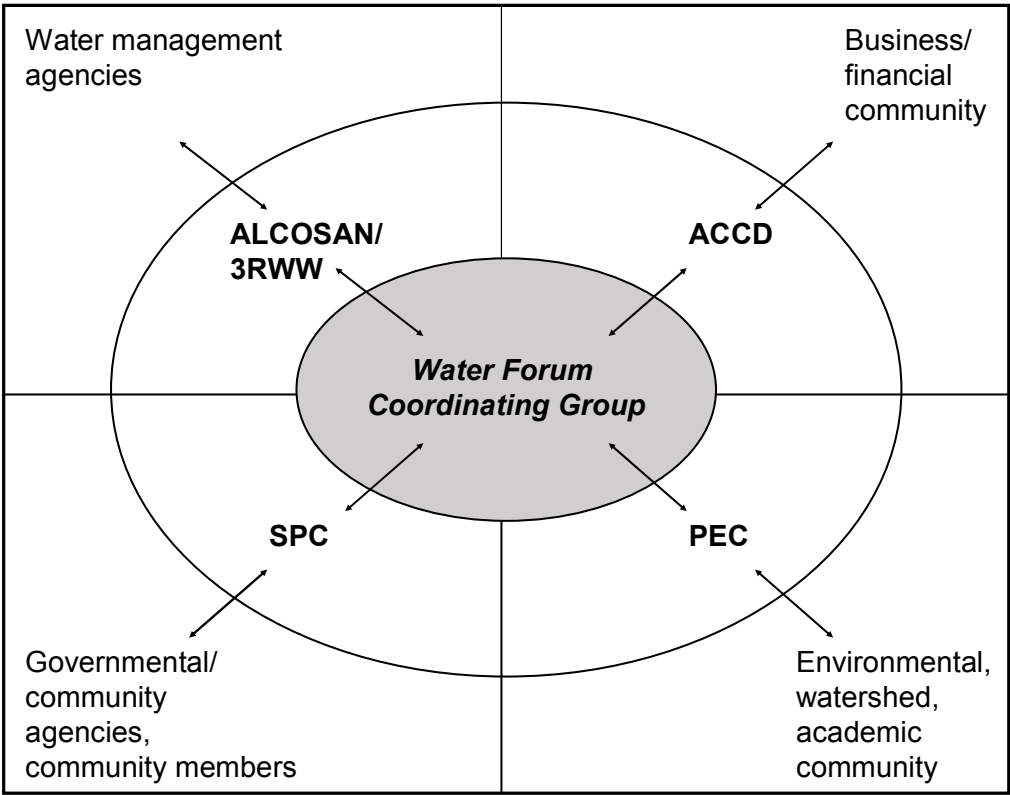 Water management
agencies
Business/
financial
community
ALCOSAN/
3RWW
ACCD
Water Forum
Coordinating Group
SPC
PEC
Governmental/
community
agencies,
community members
Environmental,
watershed,
academic
community